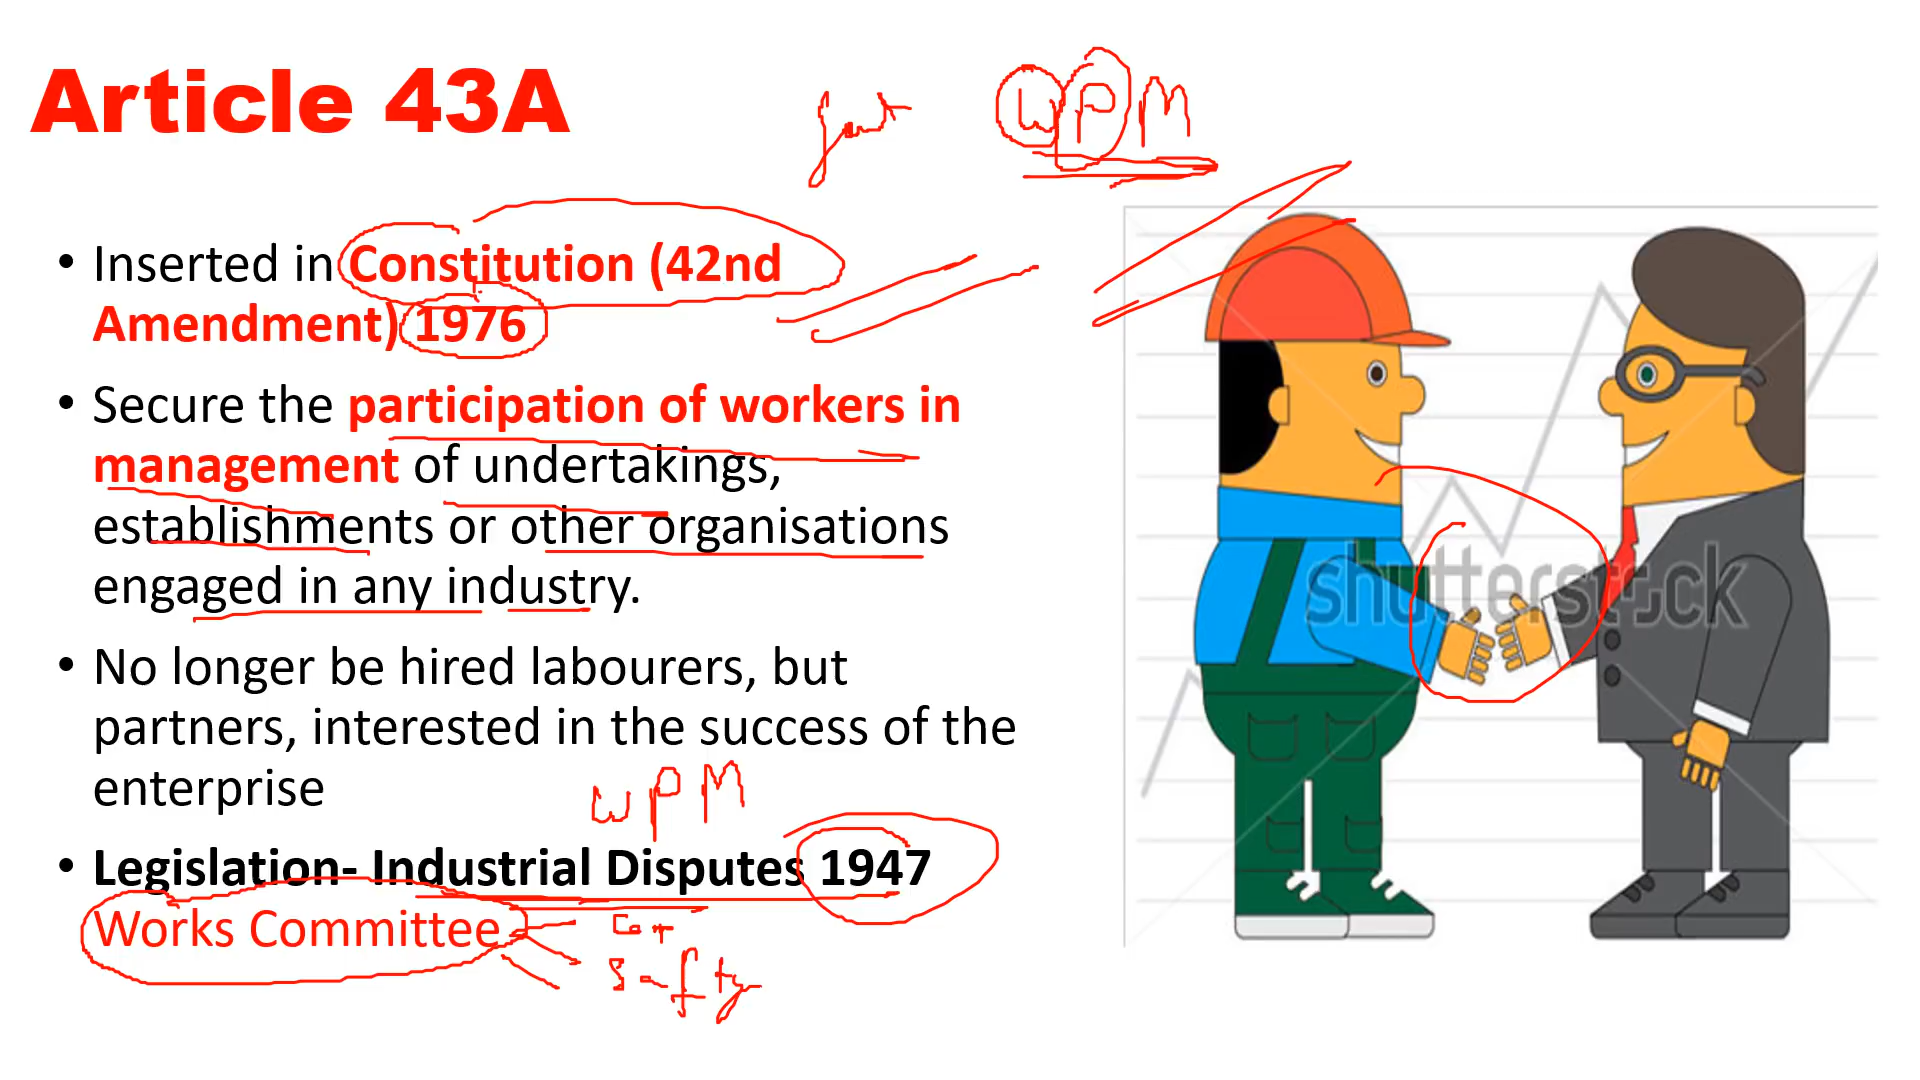 Article 43A
WPM
• Inserted in Constitution (42nd
Amendment) 1976
• Secure the participation of workers in
management of undertakings,
establishments or other organisations
engaged in any industry.
• No longer be hired labourers, but
partners, interested in the success of the
enterprise
WPM
• Legislation- Industrial Disputes 1947
Works Committee
Safty
shutterstock